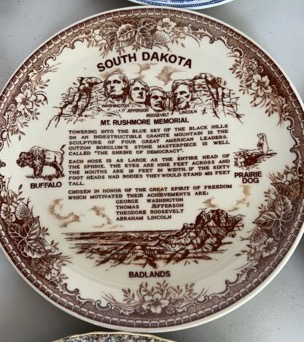 SOUTH DAKOTA
JEFFERSON
ROOSEVELT
LINCOLN
MT. RUSHMORE MEMORIAL
TOWERING INTO THE BLUE SKY OF THE BLACK HILLS
ON AN INDESTRUCTIBLE GRANITE MOUNTAIN IS THE
SCULPTURE OF FOUR GREAT AMERICAN LEADERS.
GUTZON BORGLUM'S STONE MASTERPIECE IS WELL
CALLED "THE SHRINE OF DEMOCRACY".
EACH NOSE IS AS LARGE AS THE ENTIRE HEAD OF
THE SPHINX. THE EYES ARE NINE FEET ACROSS AND
THE MOUTHS ARE 18 FEET IN WIDTH. IF THE SIXTY
FOOT HEADS HAD BODIES THEY WOULD STAND 465 FEET
TALL.
BUFFALO
PRAIRIE
DOG
CHOSEN IN HONOR OF THE GREAT SPIRIT OF FREEDOM
WHICH MOTIVATED THEIR ACHIEVEMENTS ARE:
GEORGE WASHINGTON
THOMAS JEFFERSON
THEODORE ROOSEVELT
ABRAHAM LINCOLN
BADLANDS